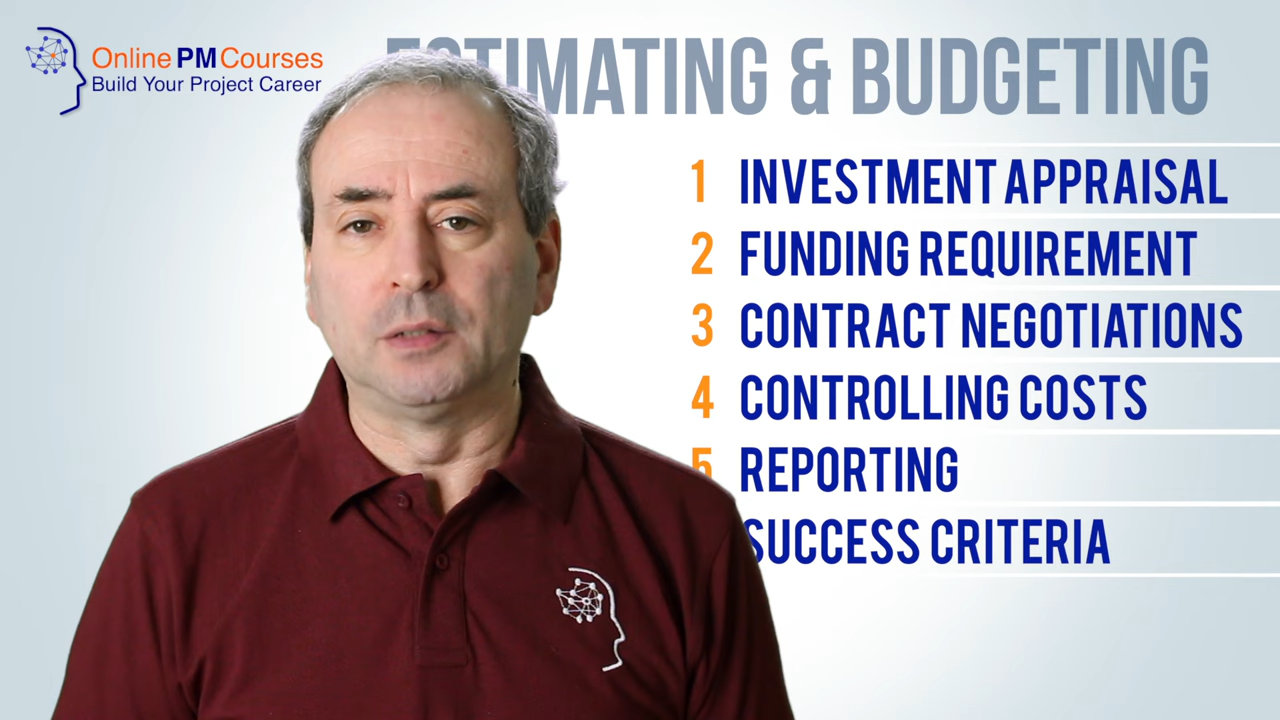 Online PM Courses
Build Your Project Career
ESTIMATING & BUDGETING
1 INVESTMENT APPRAISAL
2 FUNDING REQUIREMENT
3 CONTRACT NEGOTIATIONS
4 CONTROLLING COSTS
5 REPORTING
SUCCESS CRITERIA